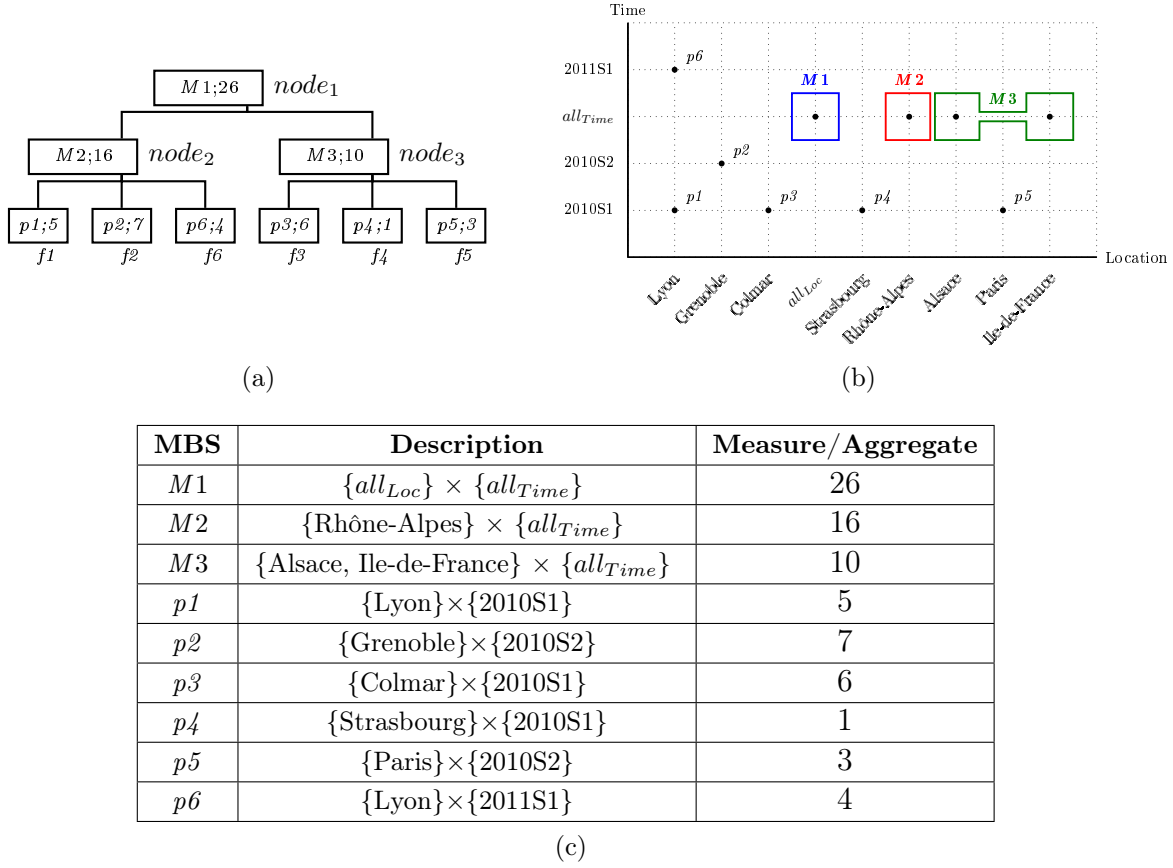 M1;26 node1
M2;16 node2 M3;10 node3
p1;5 p2;7 p6;4 p3;6 p4;1 p5;3
f1 f2 f6 f3 f4 f5
(a)
Time
2011S1
allTime
2010S2
2010S1
p6
M1 M2 M3
p2
p1 p3 p4 p5
Location
Lyon
Grenoble
Colmar
allLoc
Strasbourg
Rhône-Alpes
Alsace
Paris
Ile-de-France
(b)
MBS Description Measure/Aggregate
M1 {allLoc} × {allTime} 26
M2 {Rhône-Alpes} × {allTime} 16
M3 {Alsace, Ile-de-France} × {allTime} 10
p1 {Lyon}×{2010S1} 5
p2 {Grenoble}×{2010S2} 7
p3 {Colmar}×{2010S1} 6
p4 {Strasbourg}×{2010S1} 1
p5 {Paris}×{2010S2} 3
p6 {Lyon}×{2011S1} 4
(c)